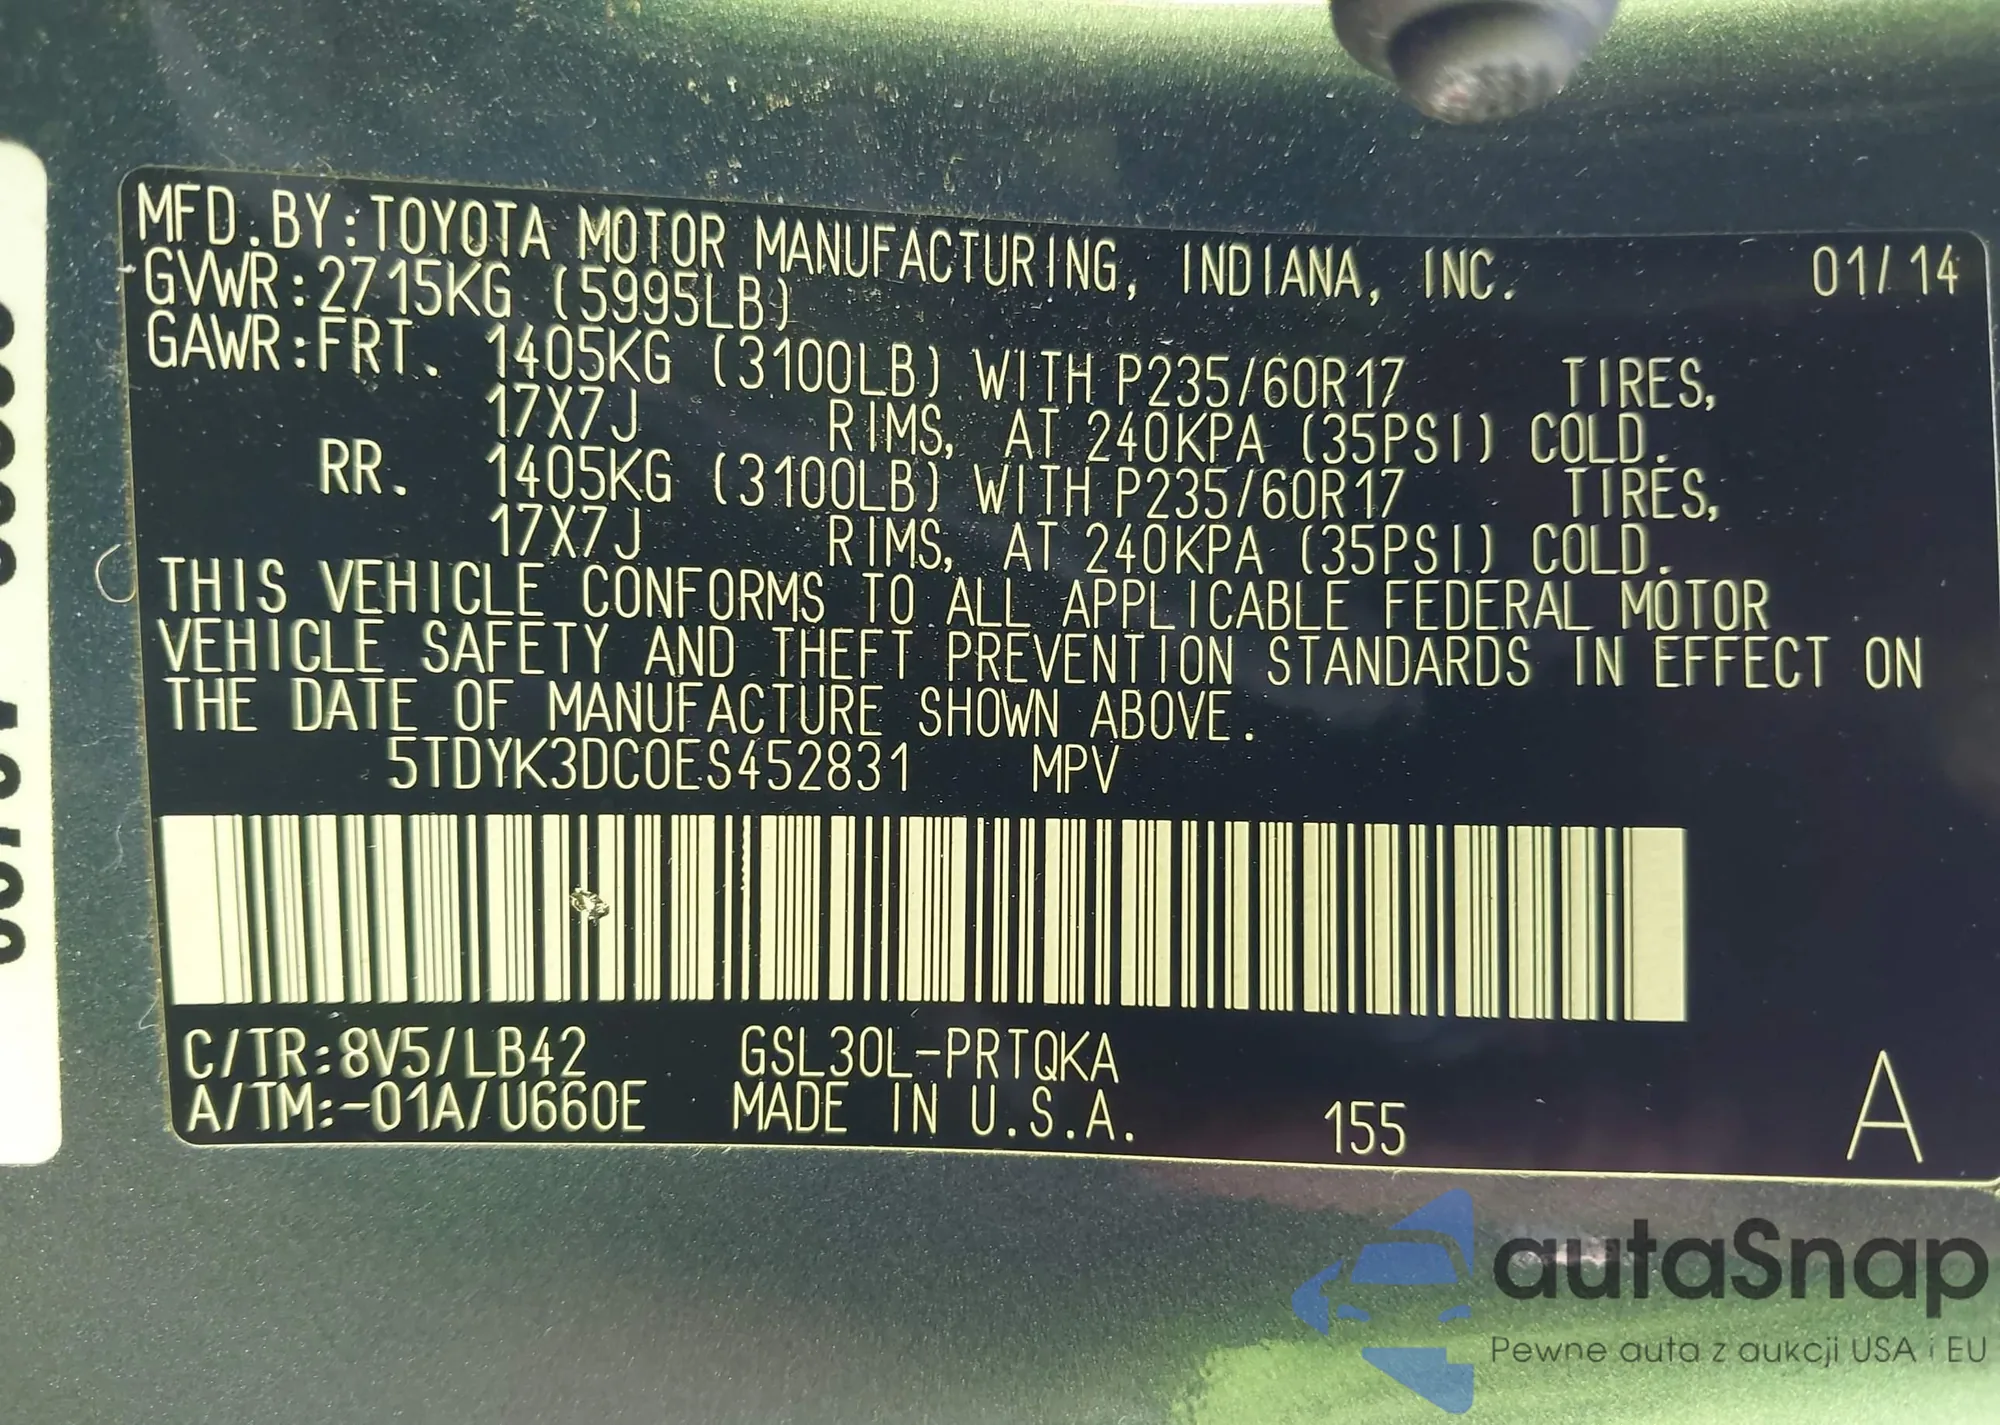 MFD.BY:TOYOTA MOTOR MANUFACTURING, INDIANA, INC. 01/14
GVWR:2715KG (5995LB)
GAWR:FRT. 1405KG (3100LB) WITH P235/60R17 TIRES,
17X7J RIMS, AT 240KPA (35PSI) COLD.
RR. 1405KG (3100LB) WITH P235/60R17 TIRES,
17X7J RIMS, AT 240KPA (35PSI) COLD.
THIS VEHICLE CONFORMS TO ALL APPLICABLE FEDERAL MOTOR
VEHICLE SAFETY AND THEFT PREVENTION STANDARDS IN EFFECT ON
THE DATE OF MANUFACTURE SHOWN ABOVE.
5TDYK3DC0ES452831 MPV
C/TR:8V5/LB42 GSL30L-PRTQKA
A/TM:-01A/U660E MADE IN U.S.A. 155 A
autaSnap
Pewne auta z aukcji USA i EU